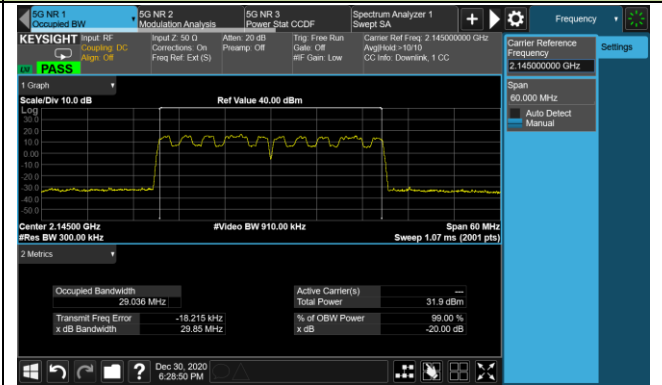 5G NR 1
Occupied BW
5G NR 2
Modulation Analysis
5G NR 3
Power Stat CCDF
Spectrum Analyzer 1
Swept SA
Frequency
KEYSIGHT
Input: RF
Coupling: DC
Align: Off
Input Z: 50 Ω
Corrections: On
Freq Ref: Ext (S)
Atten: 20 dB
Preamp: Off
Trig: Free Run
Gate: Off
#IF Gain: Low
Carrier Ref Freq: 2.145000000 GHz
Avg|Hold:>10/10
CC Info: Downlink, 1 CC
LXI
PASS
Carrier Reference
Frequency
2.145000000 GHz
Settings
Span
60.000 MHz
Auto Detect
Manual
1 Graph
Scale/Div 10.0 dB
Ref Value 40.00 dBm
Log
30.0
20.0
10.0
0.00
-10.0
-20.0
-30.0
-40.0
-50.0
Center 2.14500 GHz
#Video BW 910.00 kHz
Span 60 MHz
#Res BW 300.00 kHz
Sweep 1.07 ms (2001 pts)
2 Metrics
Occupied Bandwidth
29.036 MHz
Active Carrier(s)
---
Total Power
31.9 dBm
Transmit Freq Error
-18.215 kHz
% of OBW Power
99.00 %
x dB Bandwidth
29.85 MHz
x dB
-20.00 dB
?
Dec 30, 2020
6:28:50 PM